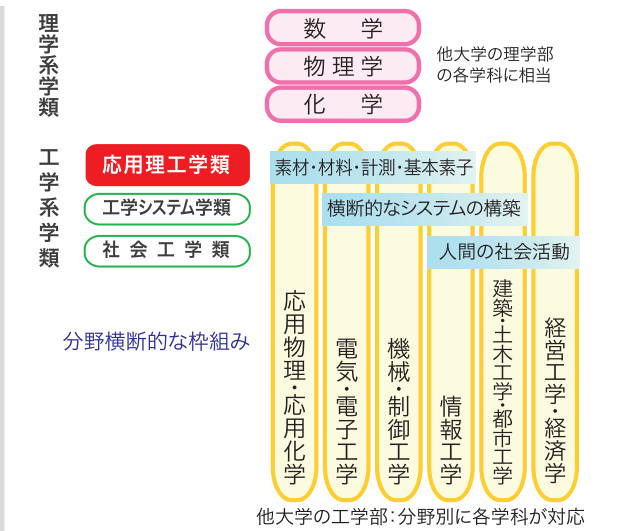 理学系学類
数 学
物理学
化 学
他大学の理学部
の各学科に相当
工学系学類
応用理工学類
工学システム学類
社会工学類
素材・材料・計測・基本素子
横断的なシステムの構築
人間の社会活動
分野横断的な枠組み
応用物理・応用化学
電気・電子工学
機械・制御工学
情報工学
建築・土木工学・都市工学
経営工学・経済学
他大学の工学部：分野別に各学科が対応